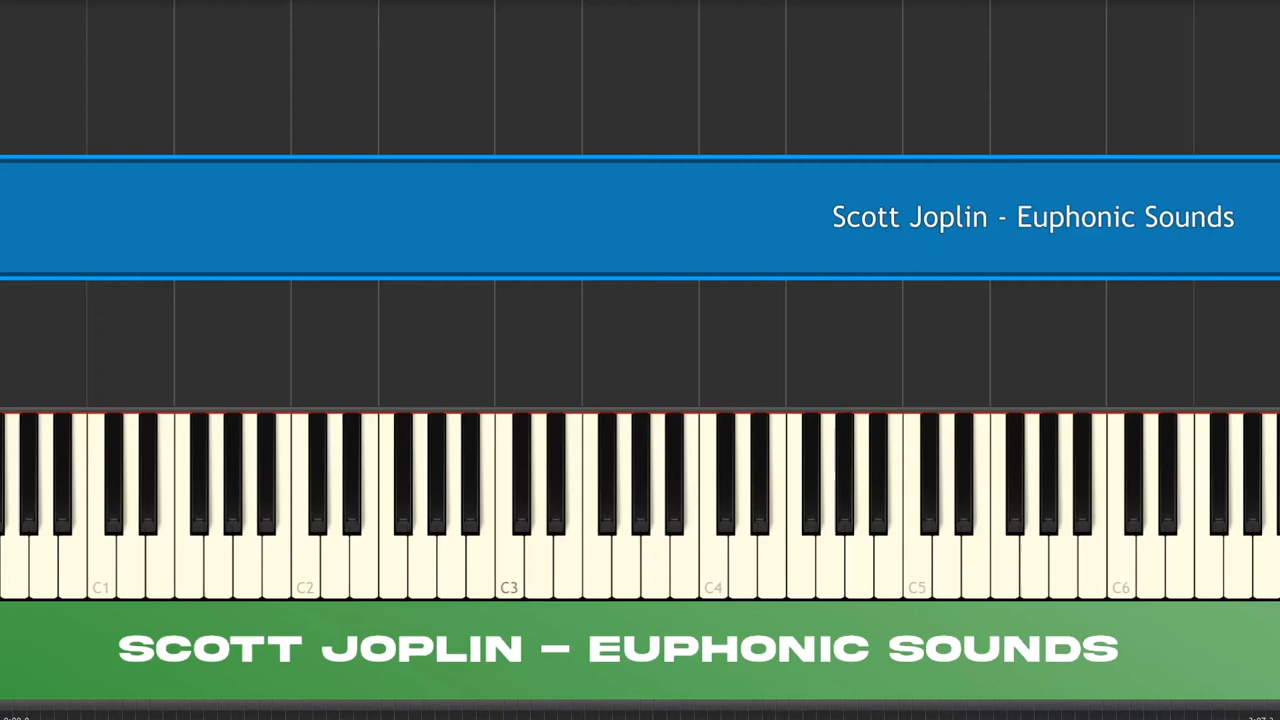 Scott Joplin - Euphonic Sounds
C1 C2 C3 C4 C5 C6
SCOTT JOPLIN – EUPHONIC SOUNDS